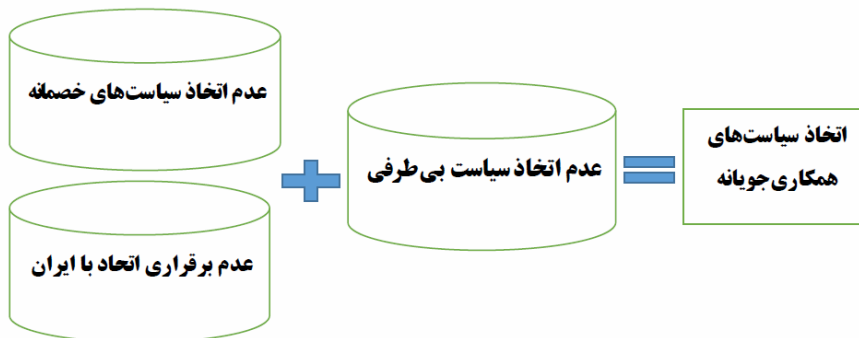 عدم اتخاذ سیاست‌های خصمانه
عدم برقراری اتحاد با ایران
عدم اتخاذ سیاست بی‌طرفی
اتخاذ سیاست‌های
همکاری‌جویانه